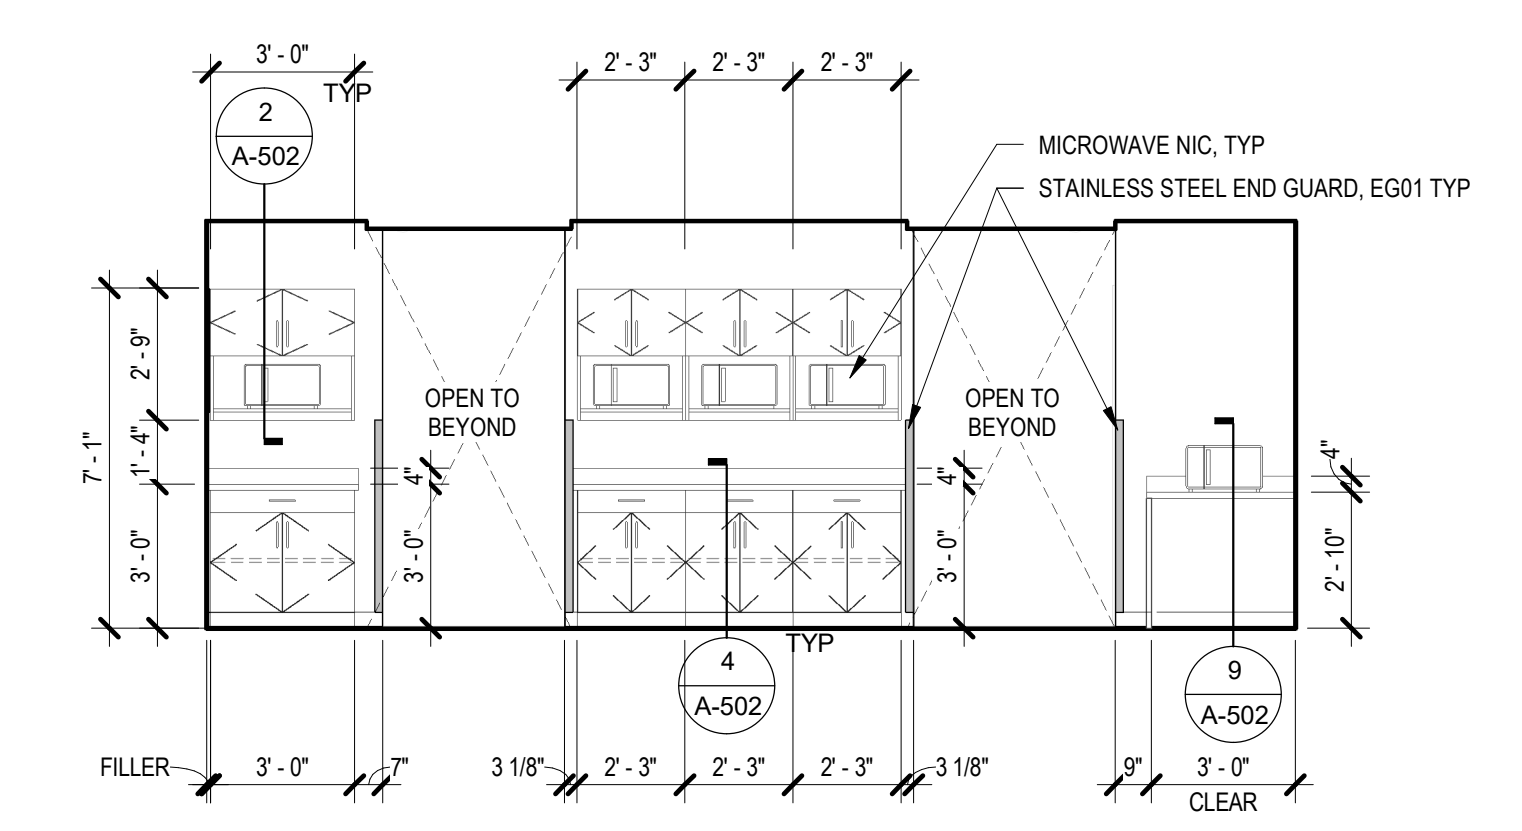 3' - 0"
TYP
2' - 3"
2' - 3"
2' - 3"
2
A-502
MICROWAVE NIC, TYP
STAINLESS STEEL END GUARD, EG01 TYP
7' - 1"
2' - 9"
1' - 4"
3' - 0"
OPEN TO
BEYOND
4"
3' - 0"
OPEN TO
BEYOND
4"
3' - 0"
4"
2' - 10"
TYP
4
A-502
9
A-502
FILLER
3' - 0"
7"
3 1/8"
2' - 3"
2' - 3"
2' - 3"
3 1/8"
9"
3' - 0"
CLEAR